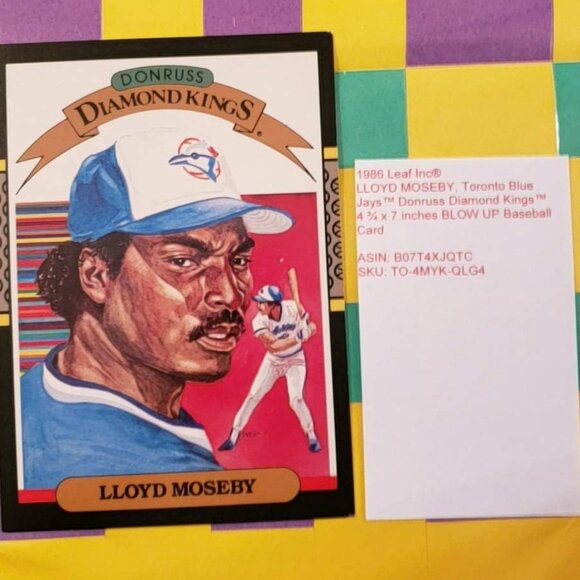 DONRUSS
DIAMOND KINGS®
LLOYD MOSEBY
1986 Leaf Inc®
LLOYD MOSEBY, Toronto Blue
Jays™ Donruss Diamond Kings™
4 ¾ x 7 inches BLOW UP Baseball
Card
ASIN: B07T4XJQTC
SKU: TO-4MYK-QLG4